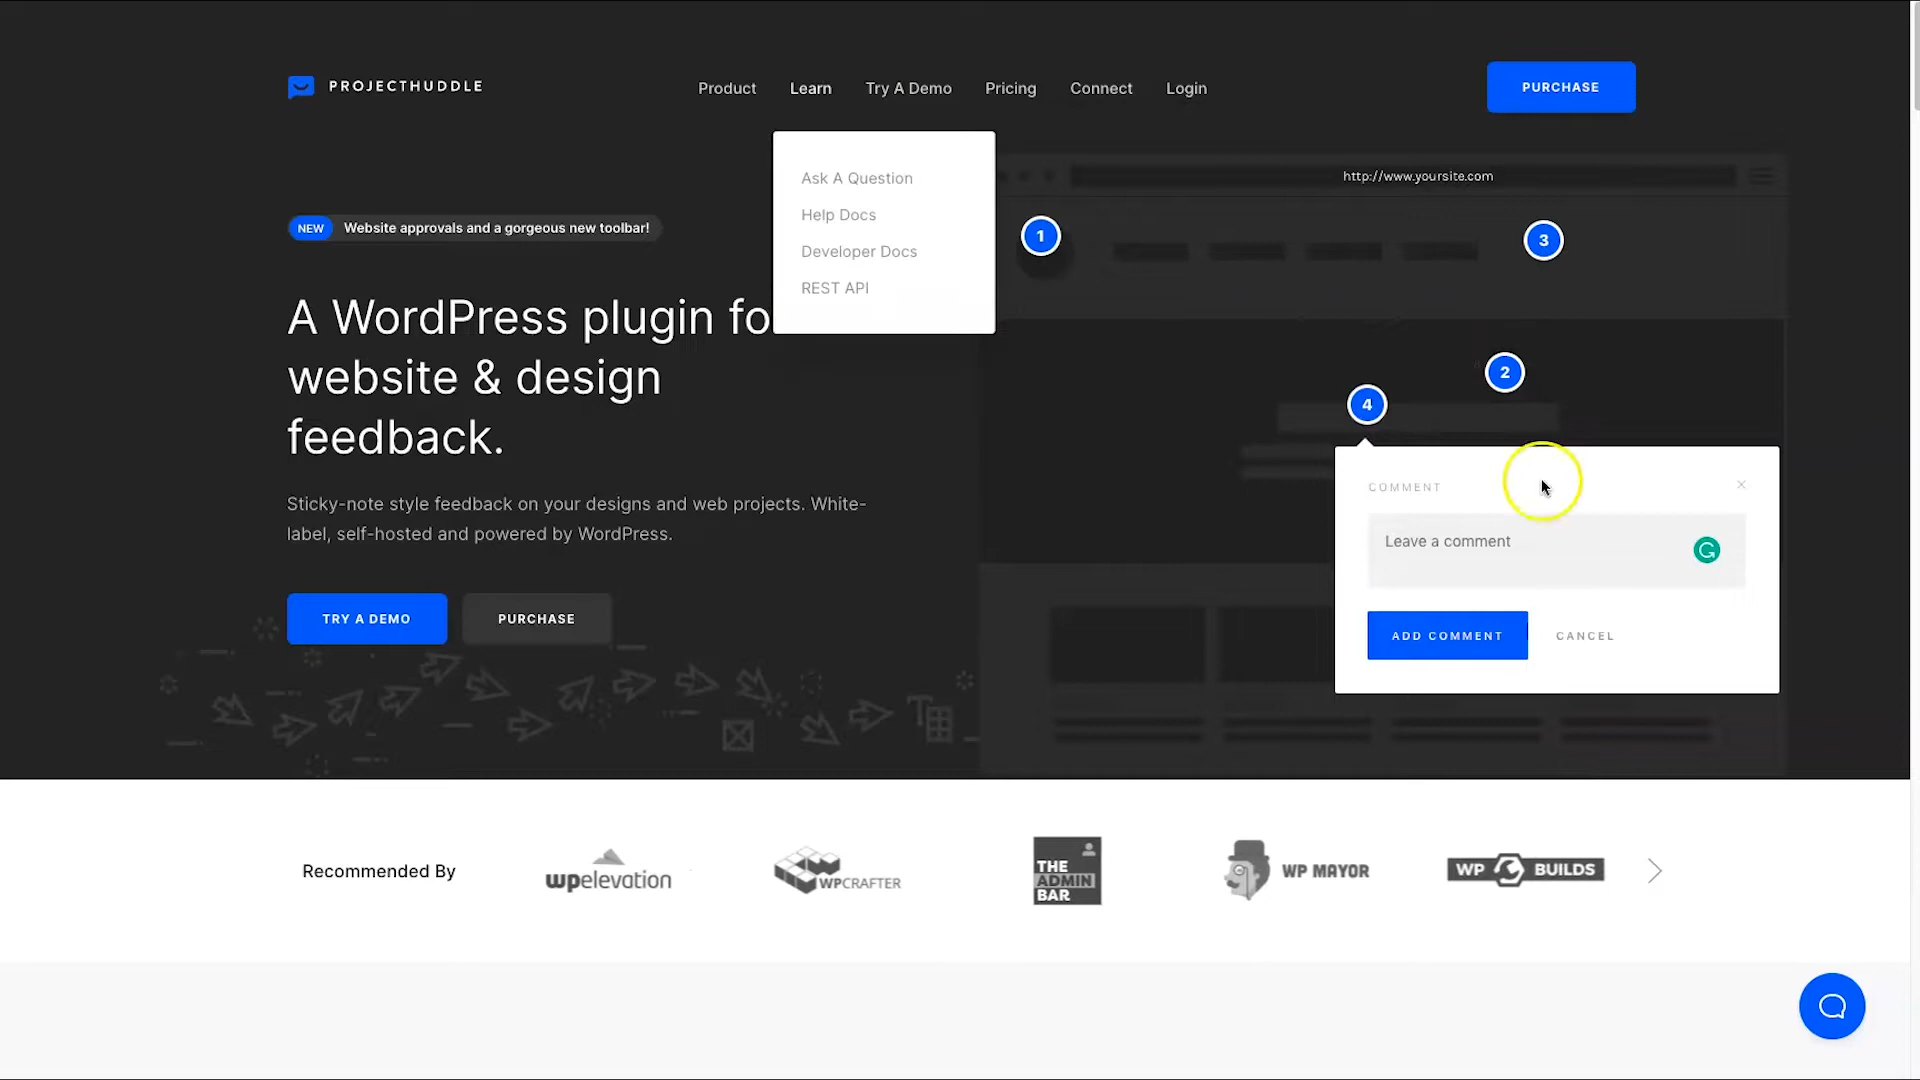 PROJECTHUDDLE
Product
Learn
Try A Demo
Pricing
Connect
Login
PURCHASE
Ask A Question
Help Docs
Developer Docs
REST API
http://www.yoursite.com
NEW Website approvals and a gorgeous new toolbar!
1
3
2
4
A WordPress plugin fo
website & design
feedback.
Sticky-note style feedback on your designs and web projects. White-
label, self-hosted and powered by WordPress.
TRY A DEMO
PURCHASE
COMMENT
Leave a comment
ADD COMMENT
CANCEL
Recommended By
wpelevation
WPCRAFTER
THE
ADMIN
BAR
WP MAYOR
WP BUILDS